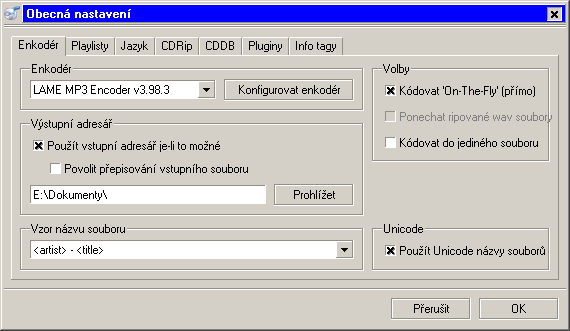 Obecná nastavení
Enkodér Playlisty Jazyk CDRip CDDB Pluginy Info tagy
Enkodér
LAME MP3 Encoder v3.98.3
Konfigurovat enkodér
Výstupní adresář
Použít vstupní adresář je-li to možné
Povolit přepisování vstupního souboru
E:\Dokumenty\
Prohlížet
Vzor názvu souboru
<artist> - <title>
Volby
Kódovat 'On-The-Fly' (přímo)
Ponechat ripované wav soubory
Kódovat do jediného souboru
Unicode
Použít Unicode názvy souborů
Přerušit
OK